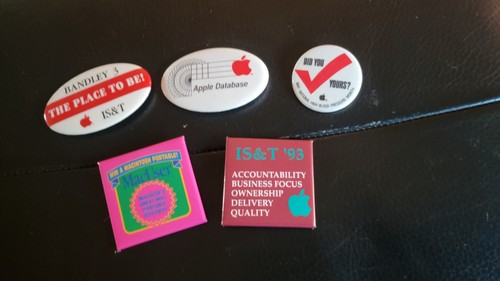 BANDLEY 3
THE PLACE TO BE!
IS&T
Apple Database
DID YOU
YOURS?
WIN A MACINTOSH PORTABLE!
MacUser
IS&T '93
ACCOUNTABILITY
BUSINESS FOCUS
OWNERSHIP
DELIVERY
QUALITY